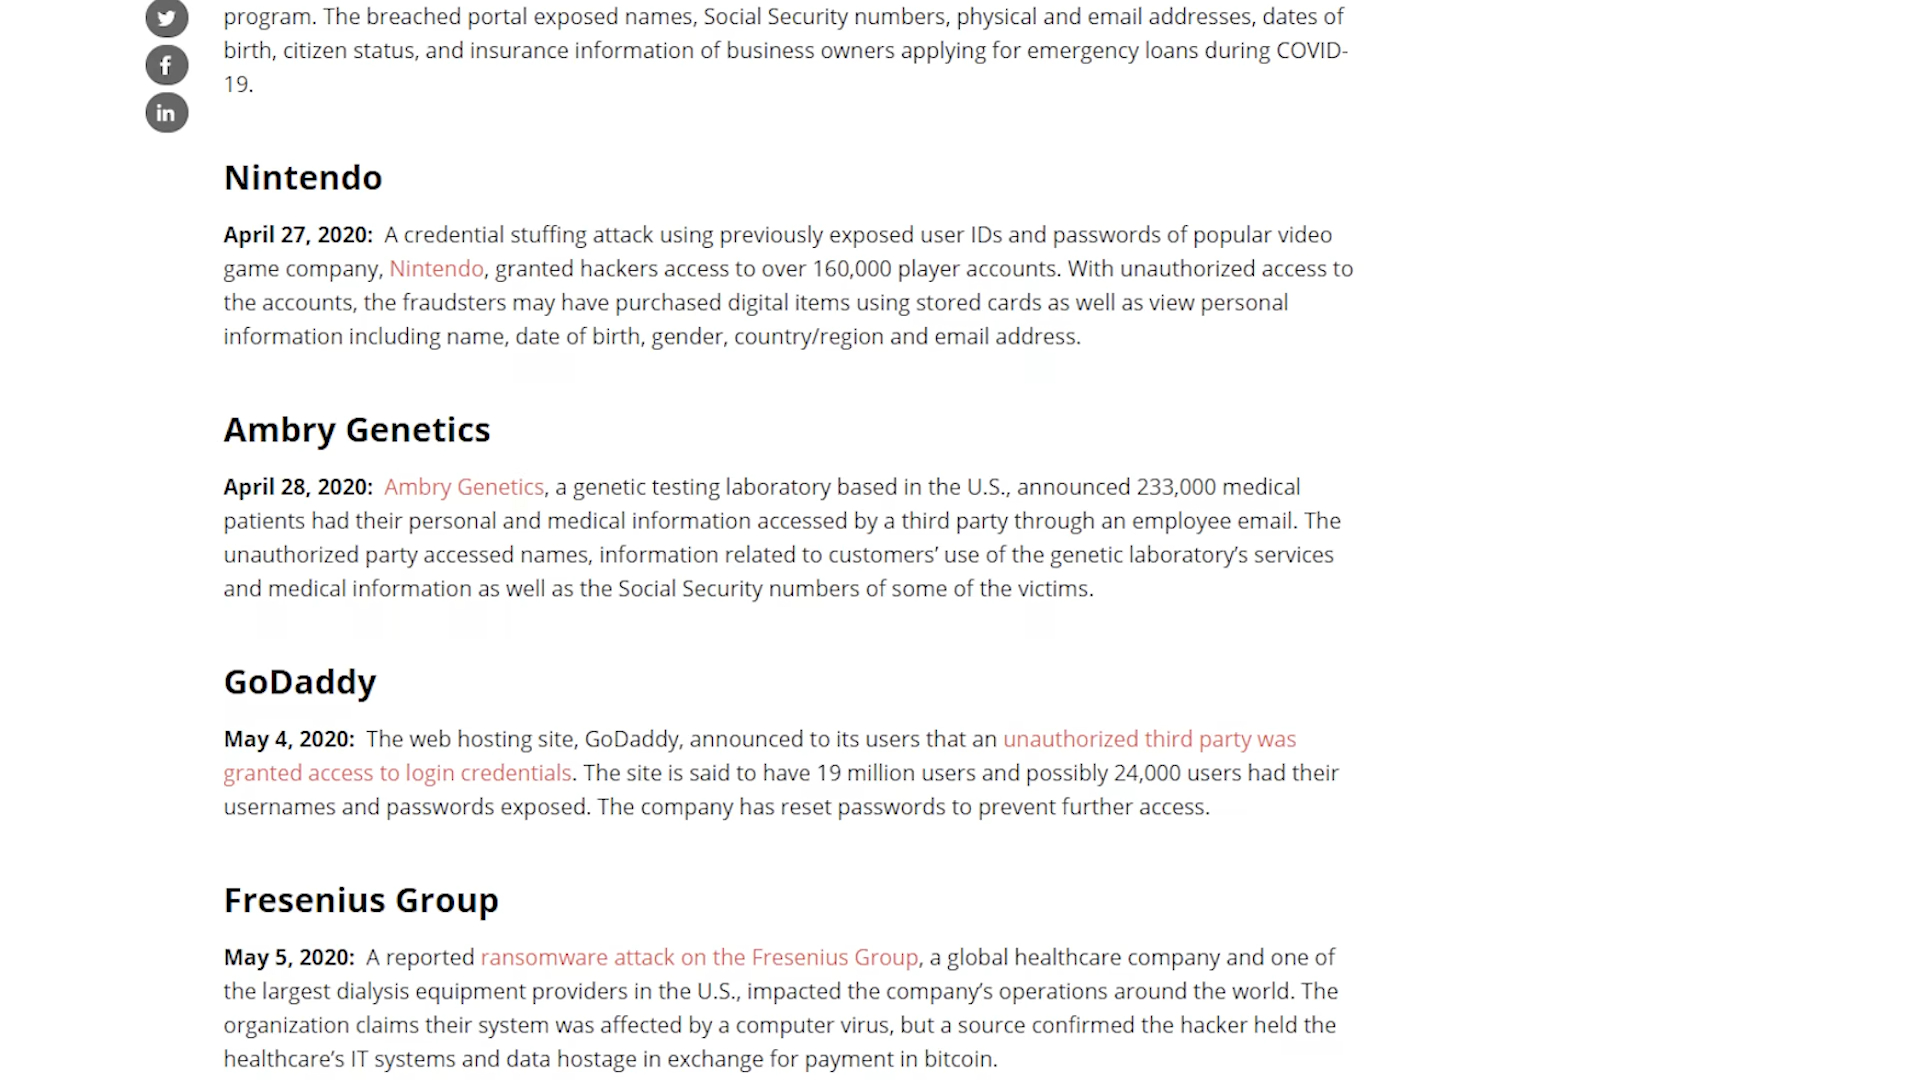 program. The breached portal exposed names, Social Security numbers, physical and email addresses, dates of
birth, citizen status, and insurance information of business owners applying for emergency loans during COVID-
19.
f
in
Nintendo
April 27, 2020: A credential stuffing attack using previously exposed user IDs and passwords of popular video
game company, Nintendo, granted hackers access to over 160,000 player accounts. With unauthorized access to
the accounts, the fraudsters may have purchased digital items using stored cards as well as view personal
information including name, date of birth, gender, country/region and email address.
Ambry Genetics
April 28, 2020: Ambry Genetics, a genetic testing laboratory based in the U.S., announced 233,000 medical
patients had their personal and medical information accessed by a third party through an employee email. The
unauthorized party accessed names, information related to customers’ use of the genetic laboratory’s services
and medical information as well as the Social Security numbers of some of the victims.
GoDaddy
May 4, 2020: The web hosting site, GoDaddy, announced to its users that an unauthorized third party was
granted access to login credentials. The site is said to have 19 million users and possibly 24,000 users had their
usernames and passwords exposed. The company has reset passwords to prevent further access.
Fresenius Group
May 5, 2020: A reported ransomware attack on the Fresenius Group, a global healthcare company and one of
the largest dialysis equipment providers in the U.S., impacted the company’s operations around the world. The
organization claims their system was affected by a computer virus, but a source confirmed the hacker held the
healthcare’s IT systems and data hostage in exchange for payment in bitcoin.